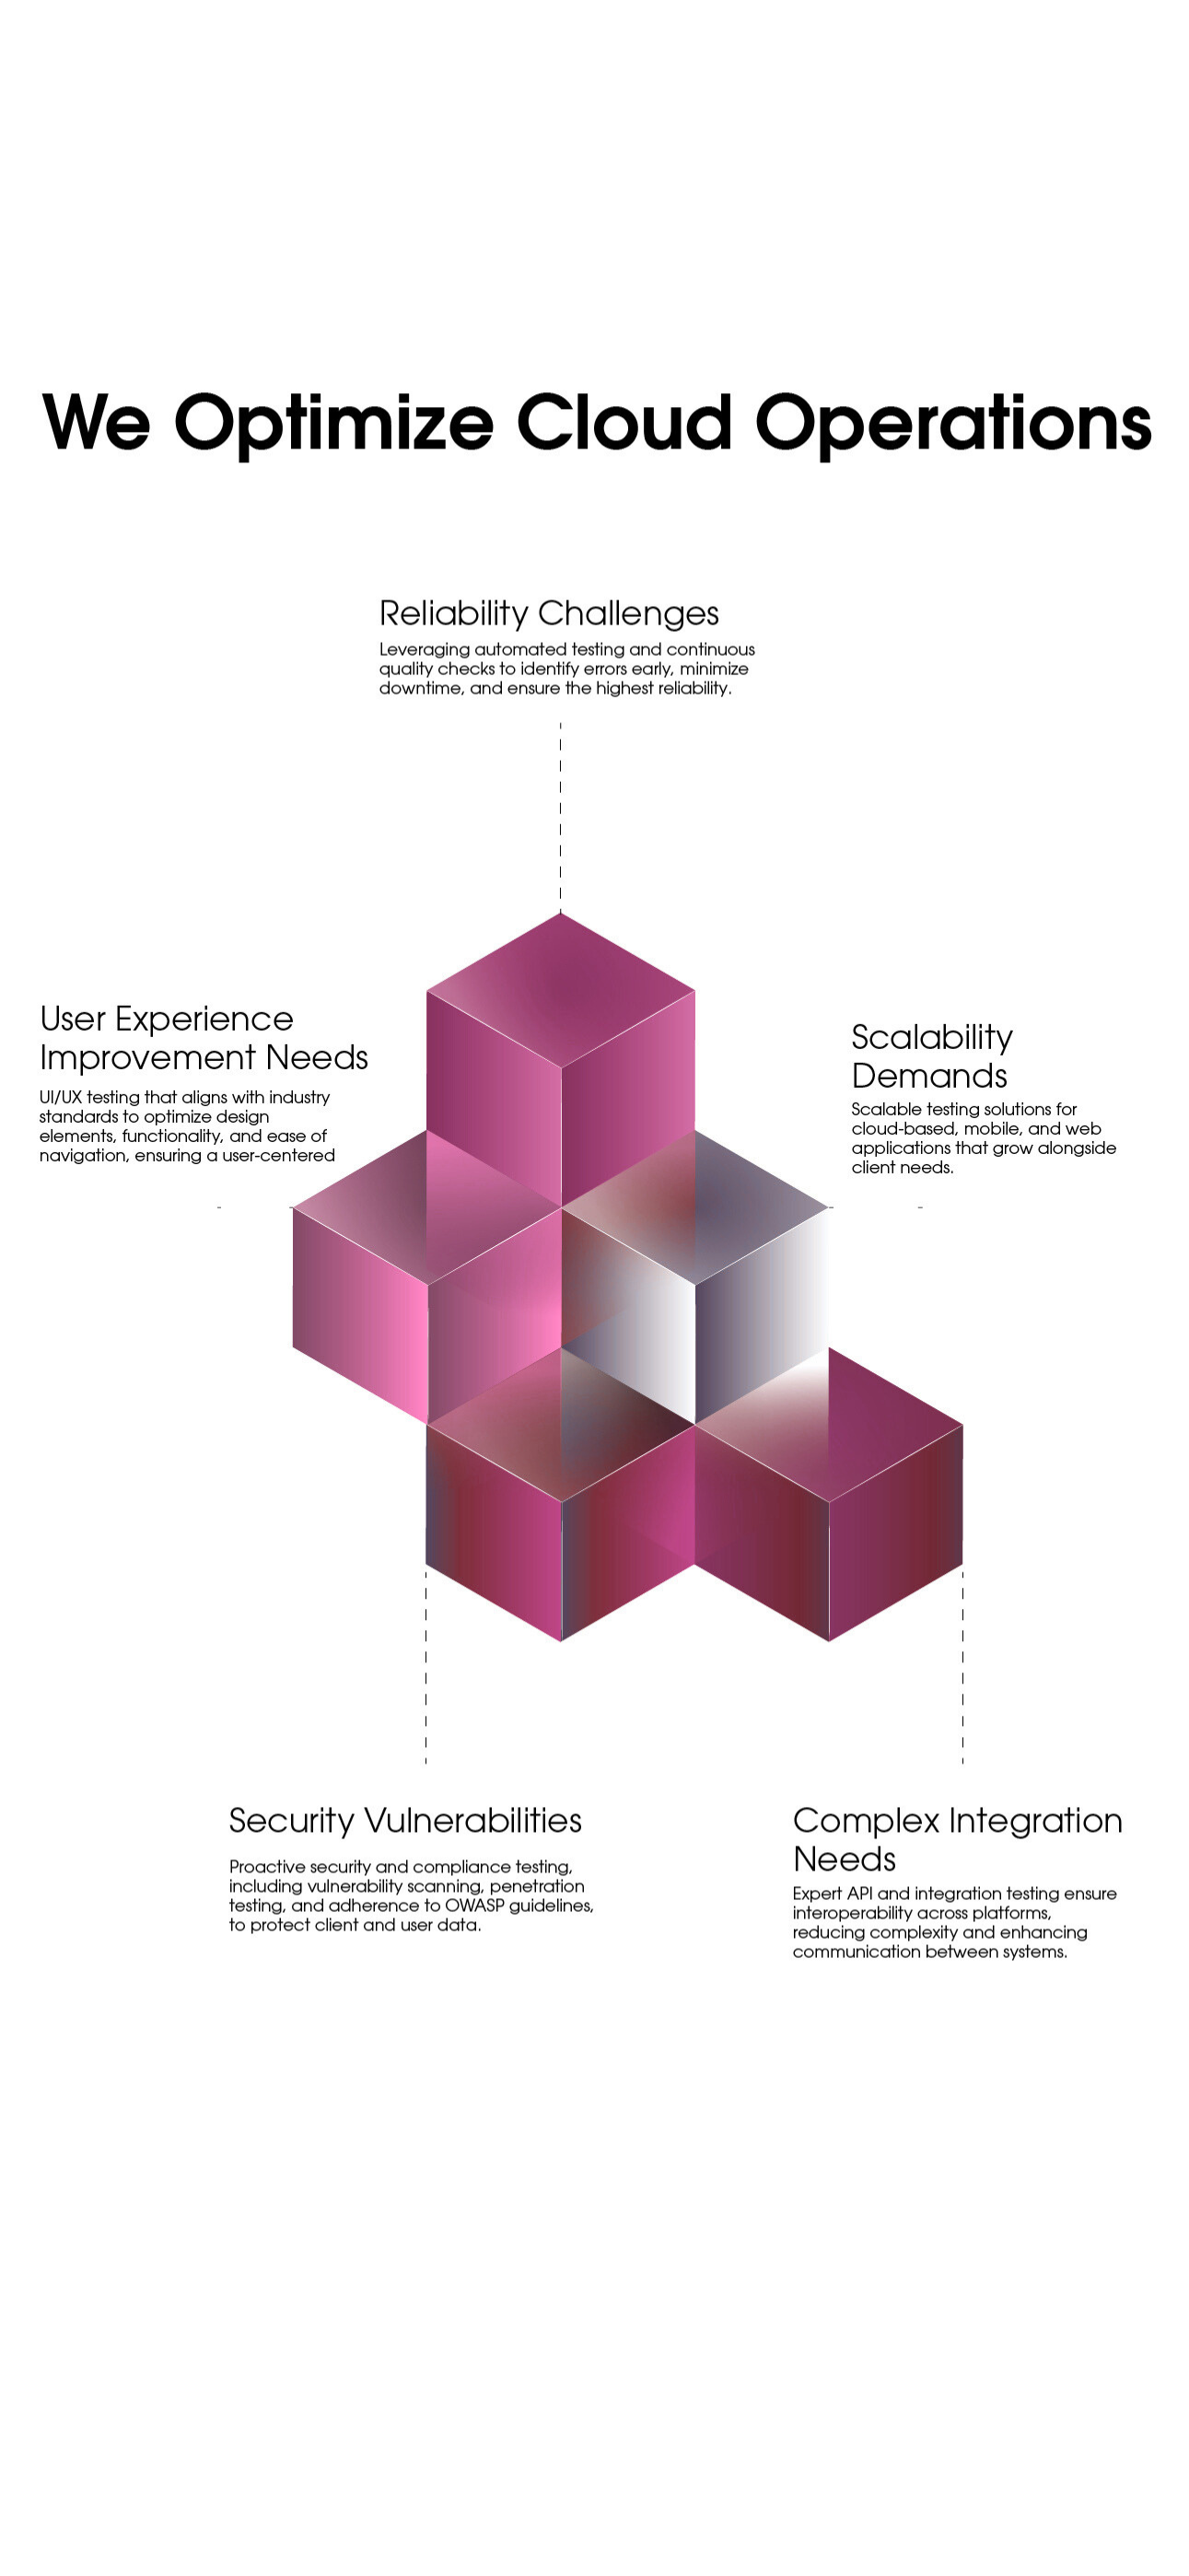 We Optimize Cloud Operations
Reliability Challenges
Leveraging automated testing and continuous
quality checks to identify errors early, minimize
downtime, and ensure the highest reliability.
User Experience
Improvement Needs
UI/UX testing that aligns with industry
standards to optimize design
elements, functionality, and ease of
navigation, ensuring a user-centered
Scalability
Demands
Scalable testing solutions for
cloud-based, mobile, and web
applications that grow alongside
client needs.
Security Vulnerabilities
Proactive security and compliance testing,
including vulnerability scanning, penetration
testing, and adherence to OWASP guidelines,
to protect client and user data.
Complex Integration
Needs
Expert API and integration testing ensure
interoperability across platforms,
reducing complexity and enhancing
communication between systems.